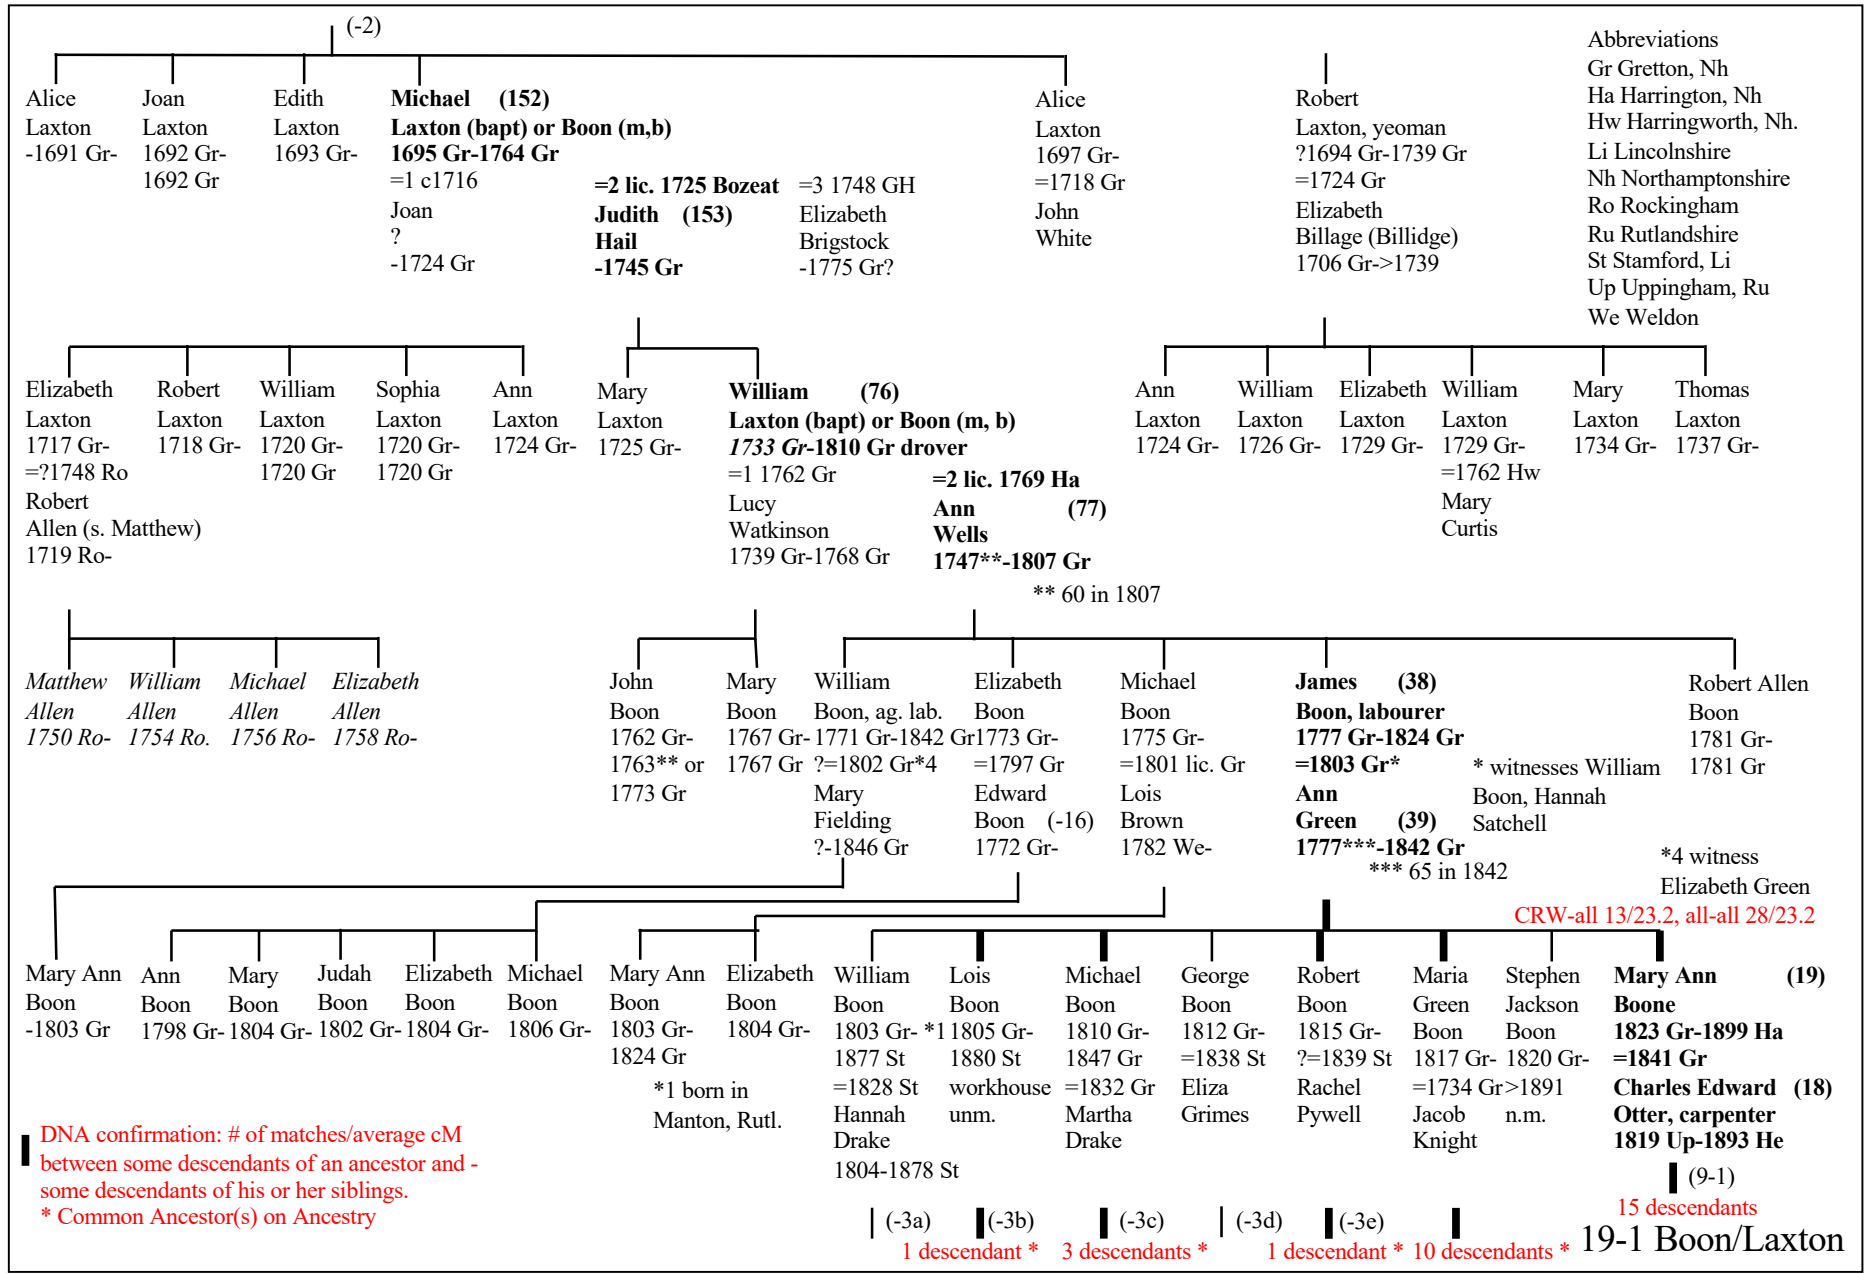 (-2)
Abbreviations
Gr Gretton, Nh
Ha Harrington, Nh
Hw Harringworth, Nh.
Li Lincolnshire
Nh Northamptonshire
Ro Rockingham
Ru Rutlandshire
St Stamford, Li
Up Uppingham, Ru
We Weldon
Alice
Laxton
-1691 Gr-
Joan
Laxton
1692 Gr-
1692 Gr
Edith
Laxton
1693 Gr-
Michael (152)
Laxton (bapt) or Boon (m,b)
1695 Gr-1764 Gr
=1 c1716
Joan
?
-1724 Gr
=2 lic. 1725 Bozeat
Judith (153)
Hail
-1745 Gr
=3 1748 GH
Elizabeth
Brigstock
-1775 Gr?
Alice
Laxton
1697 Gr-
=1718 Gr
John
White
Robert
Laxton, yeoman
?1694 Gr-1739 Gr
=1724 Gr
Elizabeth
Billage (Billidge)
1706 Gr->1739
Elizabeth
Laxton
1717 Gr-
=?1748 Ro
Robert
Allen (s. Matthew)
1719 Ro-
Robert
Laxton
1718 Gr-
William
Laxton
1720 Gr-
1720 Gr
Sophia
Laxton
1720 Gr-
1720 Gr
Ann
Laxton
1724 Gr-
Mary
Laxton
1725 Gr-
William (76)
Laxton (bapt) or Boon (m, b)
1733 Gr-1810 Gr drover
=1 1762 Gr
Lucy
Watkinson
1739 Gr-1768 Gr
=2 lic. 1769 Ha
Ann (77)
Wells
1747**-1807 Gr
** 60 in 1807
Ann
Laxton
1724 Gr-
William
Laxton
1726 Gr-
Elizabeth
Laxton
1729 Gr-
William
Laxton
1729 Gr-
=1762 Hw
Mary
Curtis
Mary
Laxton
1734 Gr-
Thomas
Laxton
1737 Gr-
Matthew
Allen
1750 Ro-
William
Allen
1754 Ro.
Michael
Allen
1756 Ro-
Elizabeth
Allen
1758 Ro-
John
Boon
1762 Gr-
1763** or
1773 Gr
Mary
Boon
1767 Gr-
1767 Gr
William
Boon, ag. lab.
1771 Gr-1842 Gr
?=1802 Gr*4
Mary
Fielding
?-1846 Gr
Elizabeth
Boon
1773 Gr-
=1797 Gr
Edward
Boon (-16)
1772 Gr-
Michael
Boon
1775 Gr-
=1801 lic. Gr
Lois
Brown
1782 We-
James (38)
Boon, labourer
1777 Gr-1824 Gr
=1803 Gr*
Ann
Green (39)
1777***-1842 Gr
*** 65 in 1842
* witnesses William
Boon, Hannah
Satchell
Robert Allen
Boon
1781 Gr-
1781 Gr
*4 witness
Elizabeth Green
CRW-all 13/23.2, all-all 28/23.2
Mary Ann
Boon
-1803 Gr
Ann
Boon
1798 Gr-
Mary
Boon
1804 Gr-
Judah
Boon
1802 Gr-
Elizabeth
Boon
1804 Gr-
Michael
Boon
1806 Gr-
Mary Ann
Boon
1803 Gr-
1824 Gr
Elizabeth
Boon
1804 Gr-
*1 born in
Manton, Rutl.
William
Boon
1803 Gr- *1
1877 St
=1828 St
Hannah
Drake
1804-1878 St
Lois
Boon
1805 Gr-
1880 St
workhouse
unm.
Michael
Boon
1810 Gr-
1847 Gr
=1832 Gr
Martha
Drake
George
Boon
1812 Gr-
=1838 St
Eliza
Grimes
Robert
Boon
1815 Gr-
?=1839 St
Rachel
Pywell
Maria
Green
Boon
1817 Gr-
=1734 Gr
Jacob
Knight
Stephen
Jackson
Boon
1820 Gr-
>1891
n.m.
Mary Ann (19)
Boone
1823 Gr-1899 Ha
=1841 Gr
Charles Edward (18)
Otter, carpenter
1819 Up-1893 He
(9-1)
15 descendants
DNA confirmation: # of matches/average cM
between some descendants of an ancestor and -
some descendants of his or her siblings.
* Common Ancestor(s) on Ancestry
(-3a) (-3b) (-3c) (-3d) (-3e)
1 descendant * 3 descendants * 1 descendant * 10 descendants *
19-1 Boon/Laxton